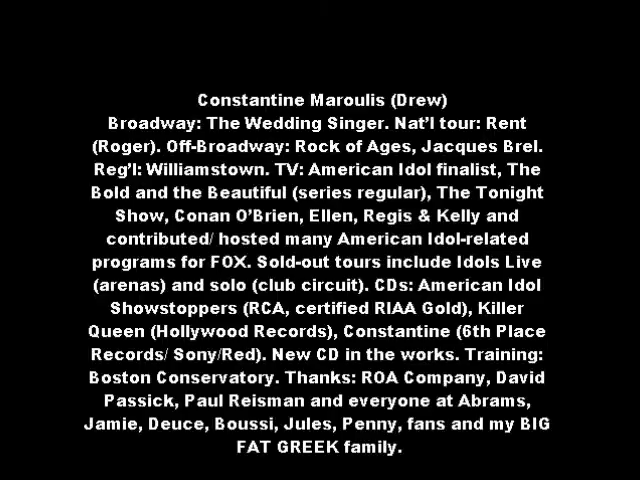 Constantine Maroulis (Drew)
Broadway: The Wedding Singer. Nat'l tour: Rent
(Roger). Off-Broadway: Rock of Ages, Jacques Brel.
Reg'l: Williamstown. TV: American Idol finalist, The
Bold and the Beautiful (series regular), The Tonight
Show, Conan O'Brien, Ellen, Regis & Kelly and
contributed/ hosted many American Idol-related
programs for FOX. Sold-out tours include Idols Live
(arenas) and solo (club circuit). CDs: American Idol
Showstoppers (RCA, certified RIAA Gold), Killer
Queen (Hollywood Records), Constantine (6th Place
Records/ Sony/Red). New CD in the works. Training:
Boston Conservatory. Thanks: ROA Company, David
Passick, Paul Reisman and everyone at Abrams,
Jamie, Deuce, Boussi, Jules, Penny, fans and my BIG
FAT GREEK family.